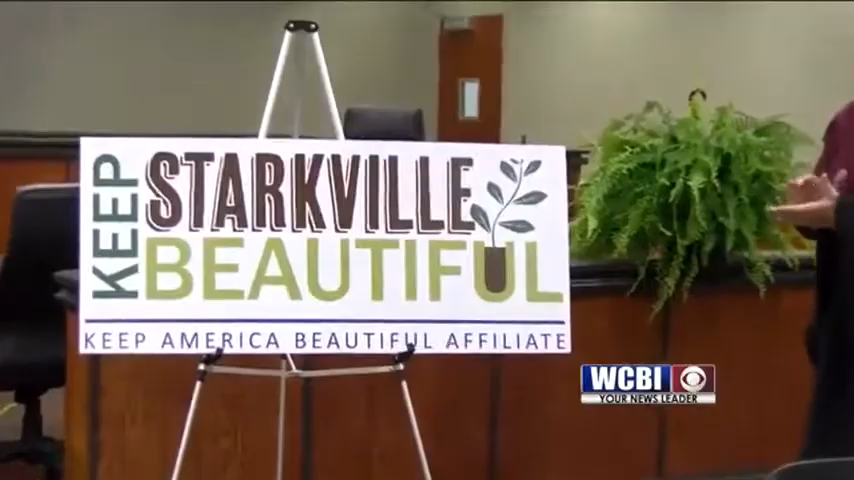 KEEP
STARKVILLE
BEAUTIFUL
KEEP AMERICA BEAUTIFUL AFFILIATE
WCBI
YOUR NEWS LEADER